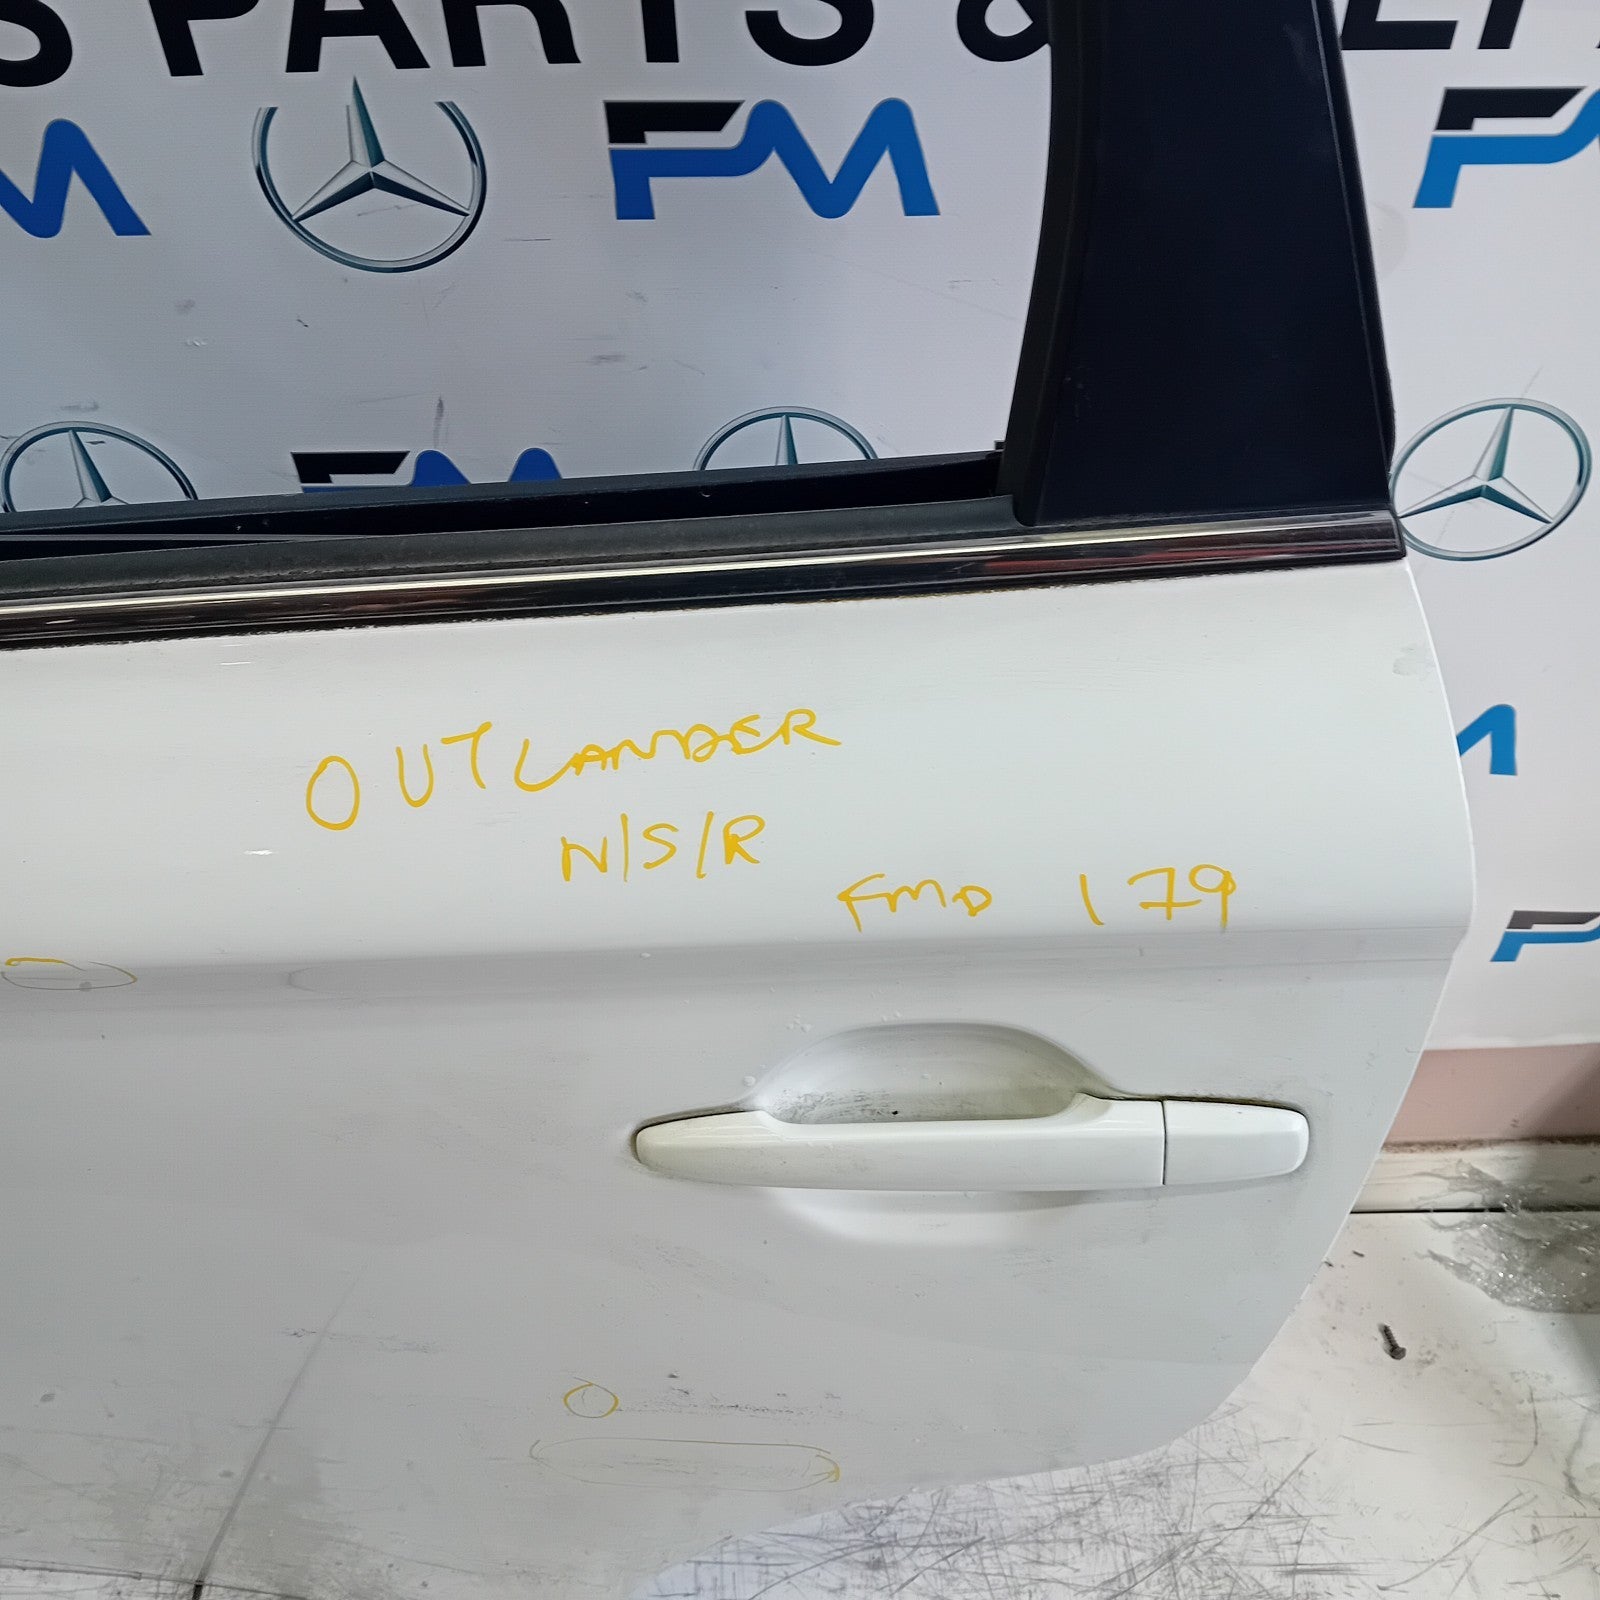 PARTS &
FM
FM
OUTLANDER
N/S/R
FMD 179